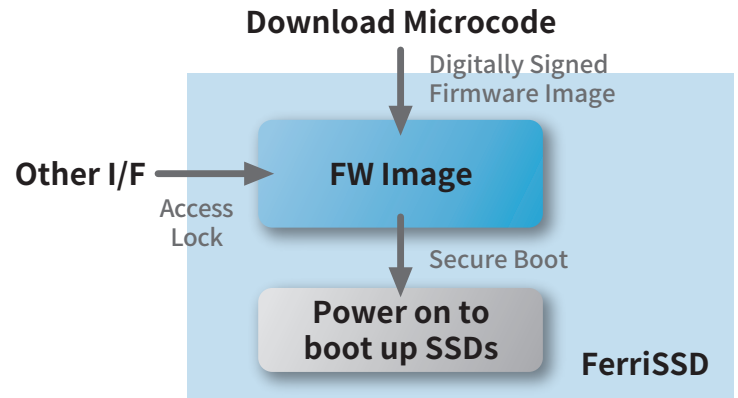 Download Microcode
Digitally Signed
Firmware Image
Other I/F
FW Image
Access
Lock
Secure Boot
Power on to
boot up SSDs
FerriSSD